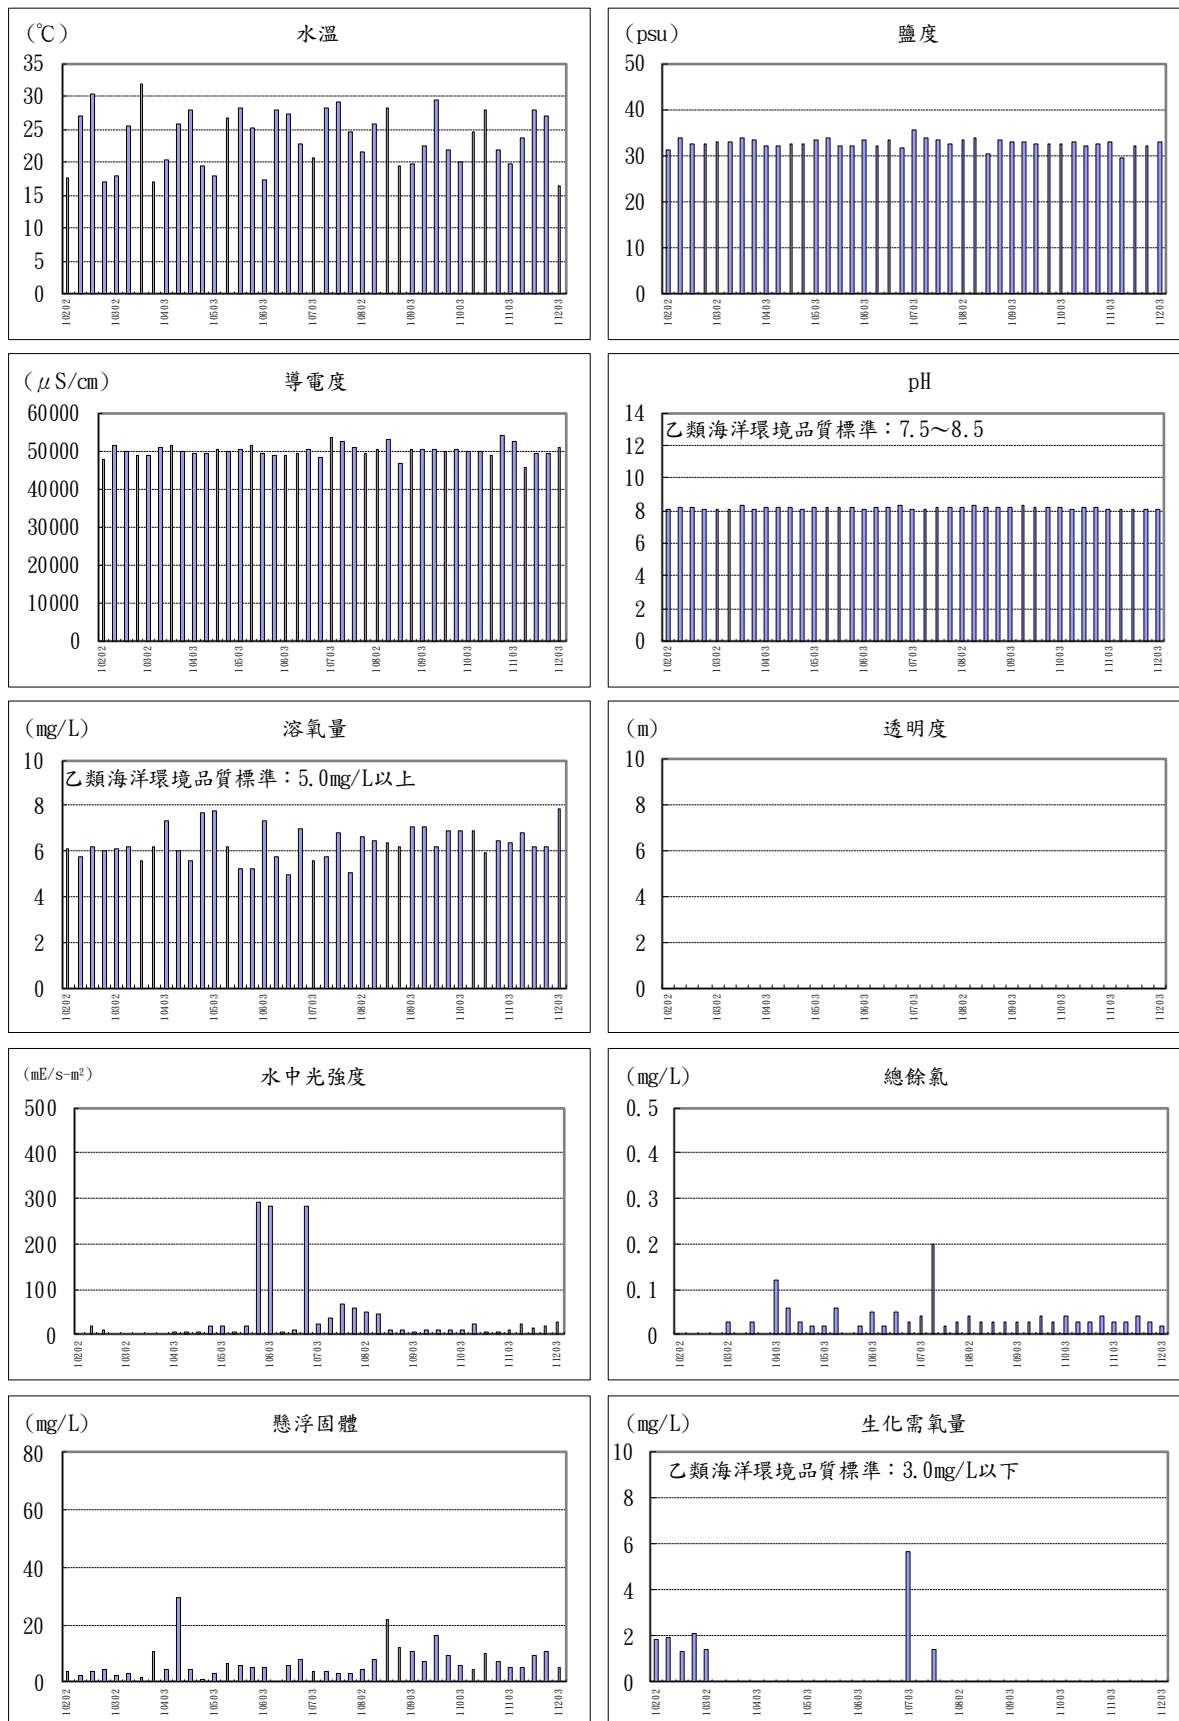 (℃) 水溫
35
30
25
20
15
10
5
0
10202 10302 10403 10503 10603 10703 10802 10903 11003 11103 11203
(psu) 鹽度
50
40
30
20
10
0
10202 10302 10403 10503 10603 10703 10802 10903 11003 11103 11203
(μS/cm) 導電度
60000
50000
40000
30000
20000
10000
0
10202 10302 10403 10503 10603 10703 10802 10903 11003 11103 11203
pH
乙類海洋環境品質標準：7.5～8.5
14
12
10
8
6
4
2
0
10202 10302 10403 10503 10603 10703 10802 10903 11003 11103 11203
(mg/L) 溶氧量
乙類海洋環境品質標準：5.0mg/L以上
10
8
6
4
2
0
10202 10302 10403 10503 10603 10703 10802 10903 11003 11103 11203
(m) 透明度
10
8
6
4
2
0
10202 10302 10403 10503 10603 10703 10802 10903 11003 11103 11203
(mE/s-m²) 水中光強度
500
400
300
200
100
0
10202 10302 10403 10503 10603 10703 10802 10903 11003 11103 11203
(mg/L) 總餘氯
0.5
0.4
0.3
0.2
0.1
0
10202 10302 10403 10503 10603 10703 10802 10903 11003 11103 11203
(mg/L) 懸浮固體
80
60
40
20
0
10202 10302 10403 10503 10603 10703 10802 10903 11003 11103 11203
(mg/L) 生化需氧量
乙類海洋環境品質標準：3.0mg/L以下
10
8
6
4
2
0
10202 10302 10403 10503 10603 10703 10802 10903 11003 11103 11203